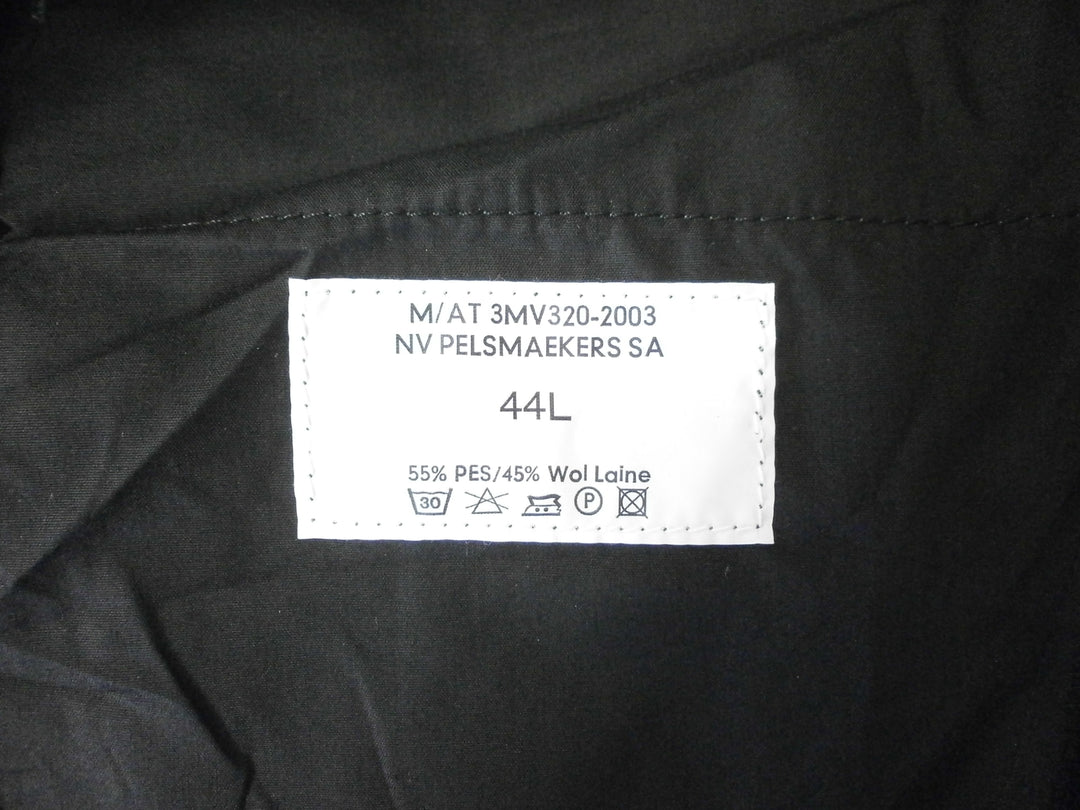 M/AT 3MV320-2003
NV PELSMAEKERS SA
44L
55% PES/45% Wol Laine
30 P